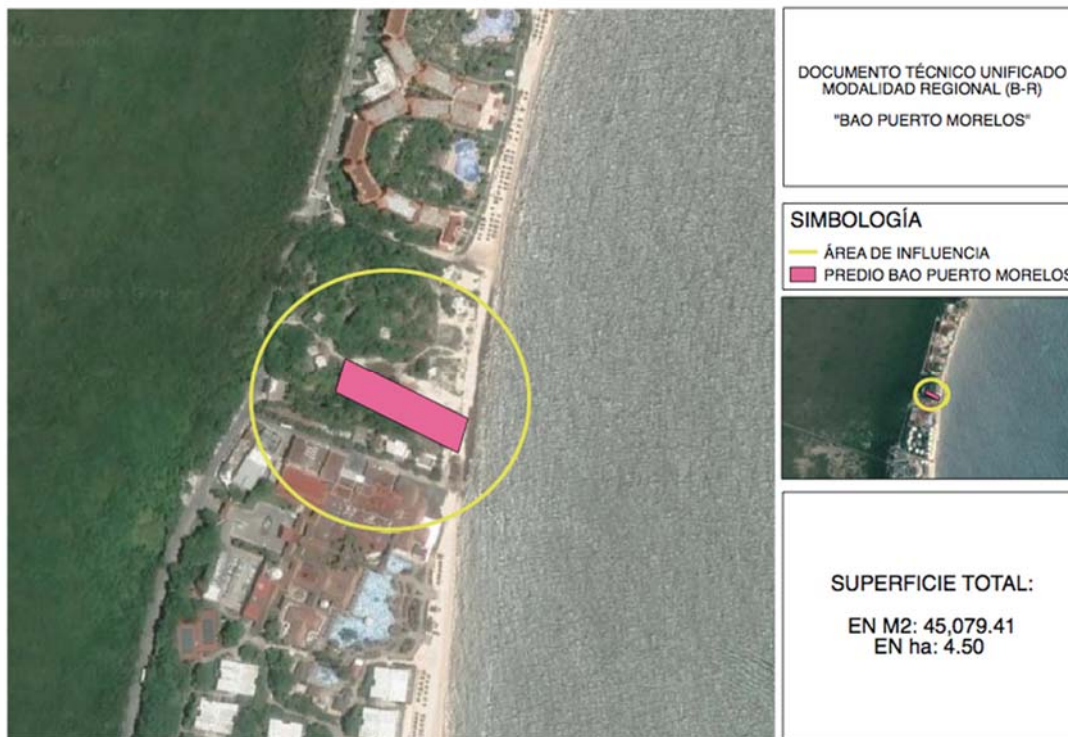 DOCUMENTO TÉCNICO UNIFICADO
MODALIDAD REGIONAL (B-R)
"BAO PUERTO MORELOS"
SIMBOLOGÍA
ÁREA DE INFLUENCIA
PREDIO BAO PUERTO MORELOS
SUPERFICIE TOTAL:
EN M2: 45,079.41
EN ha: 4.50